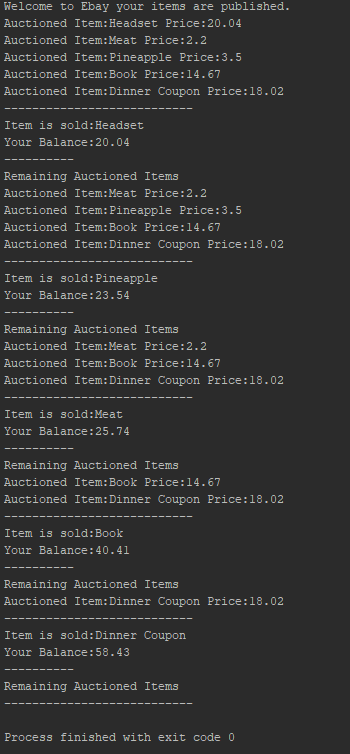 Welcome to Ebay your items are published.
Auctioned Item:Headset Price:20.04
Auctioned Item:Meat Price:2.2
Auctioned Item:Pineapple Price:3.5
Auctioned Item:Book Price:14.67
Auctioned Item:Dinner Coupon Price:18.02
---------------------------
Item is sold:Headset
Your Balance:20.04
----------
Remaining Auctioned Items
Auctioned Item:Meat Price:2.2
Auctioned Item:Pineapple Price:3.5
Auctioned Item:Book Price:14.67
Auctioned Item:Dinner Coupon Price:18.02
---------------------------
Item is sold:Pineapple
Your Balance:23.54
----------
Remaining Auctioned Items
Auctioned Item:Meat Price:2.2
Auctioned Item:Book Price:14.67
Auctioned Item:Dinner Coupon Price:18.02
---------------------------
Item is sold:Meat
Your Balance:25.74
----------
Remaining Auctioned Items
Auctioned Item:Book Price:14.67
Auctioned Item:Dinner Coupon Price:18.02
---------------------------
Item is sold:Book
Your Balance:40.41
----------
Remaining Auctioned Items
Auctioned Item:Dinner Coupon Price:18.02
---------------------------
Item is sold:Dinner Coupon
Your Balance:58.43
----------
Remaining Auctioned Items
---------------------------
Process finished with exit code 0